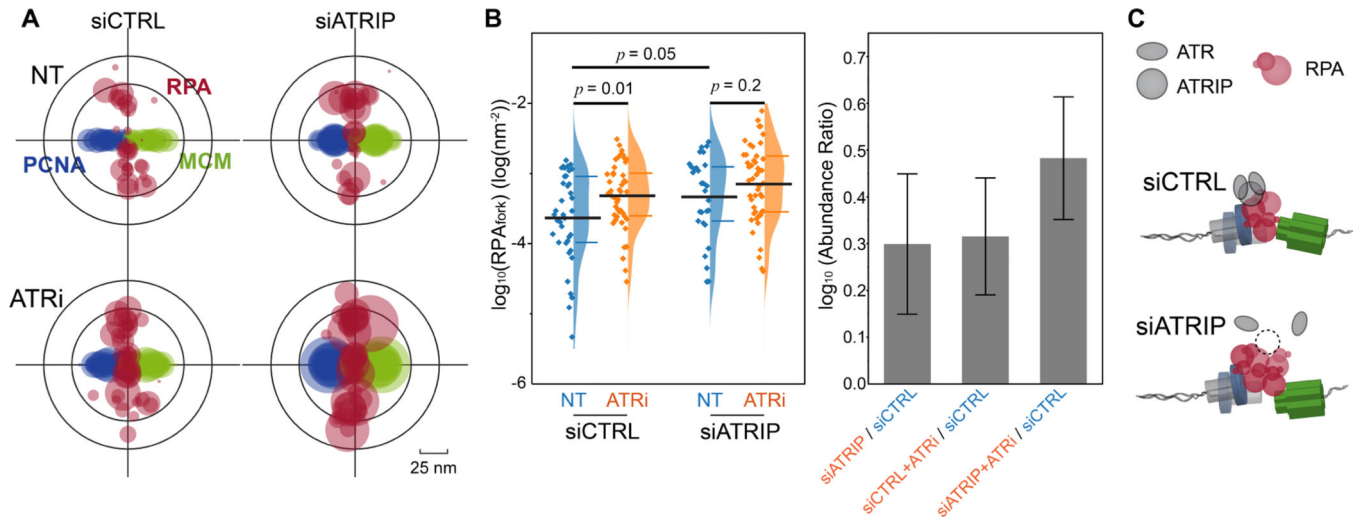 A
siCTRL
siATRIP
NT
RPA
PCNA
MCM
ATRi
25 nm
B
p = 0.05
p = 0.01
p = 0.2
log₁₀(RPAfork) (log(nm⁻²))
-2
-4
-6
NT
ATRi
NT
ATRi
siCTRL
siATRIP
log₁₀ (Abundance Ratio)
0.7
0.6
0.5
0.4
0.3
0.2
0.1
0.0
siATRIP / siCTRL
siCTRL+ATRi / siCTRL
siATRIP+ATRi / siCTRL
C
ATR
ATRIP
RPA
siCTRL
siATRIP